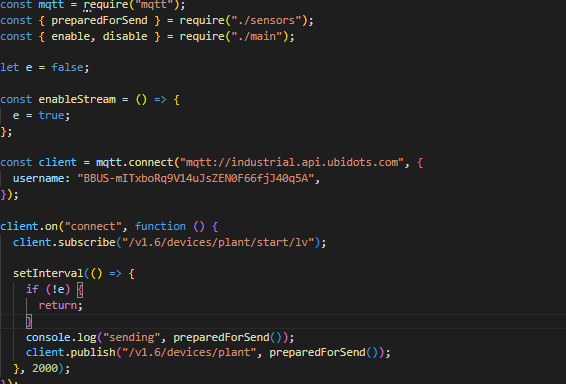 const mqtt = require("mqtt");
const { preparedForSend } = require("./sensors");
const { enable, disable } = require("./main");
let e = false;
const enableStream = () => {
e = true;
};
const client = mqtt.connect("mqtt://industrial.api.ubidots.com", {
username: "BBUS-mITxboRq9V14uJsZEN0F66fjJ40q5A",
});
client.on("connect", function () {
client.subscribe("/v1.6/devices/plant/start/lv");
setInterval(() => {
if (!e) {
return;
}
console.log("sending", preparedForSend());
client.publish("/v1.6/devices/plant", preparedForSend());
}, 2000);
});